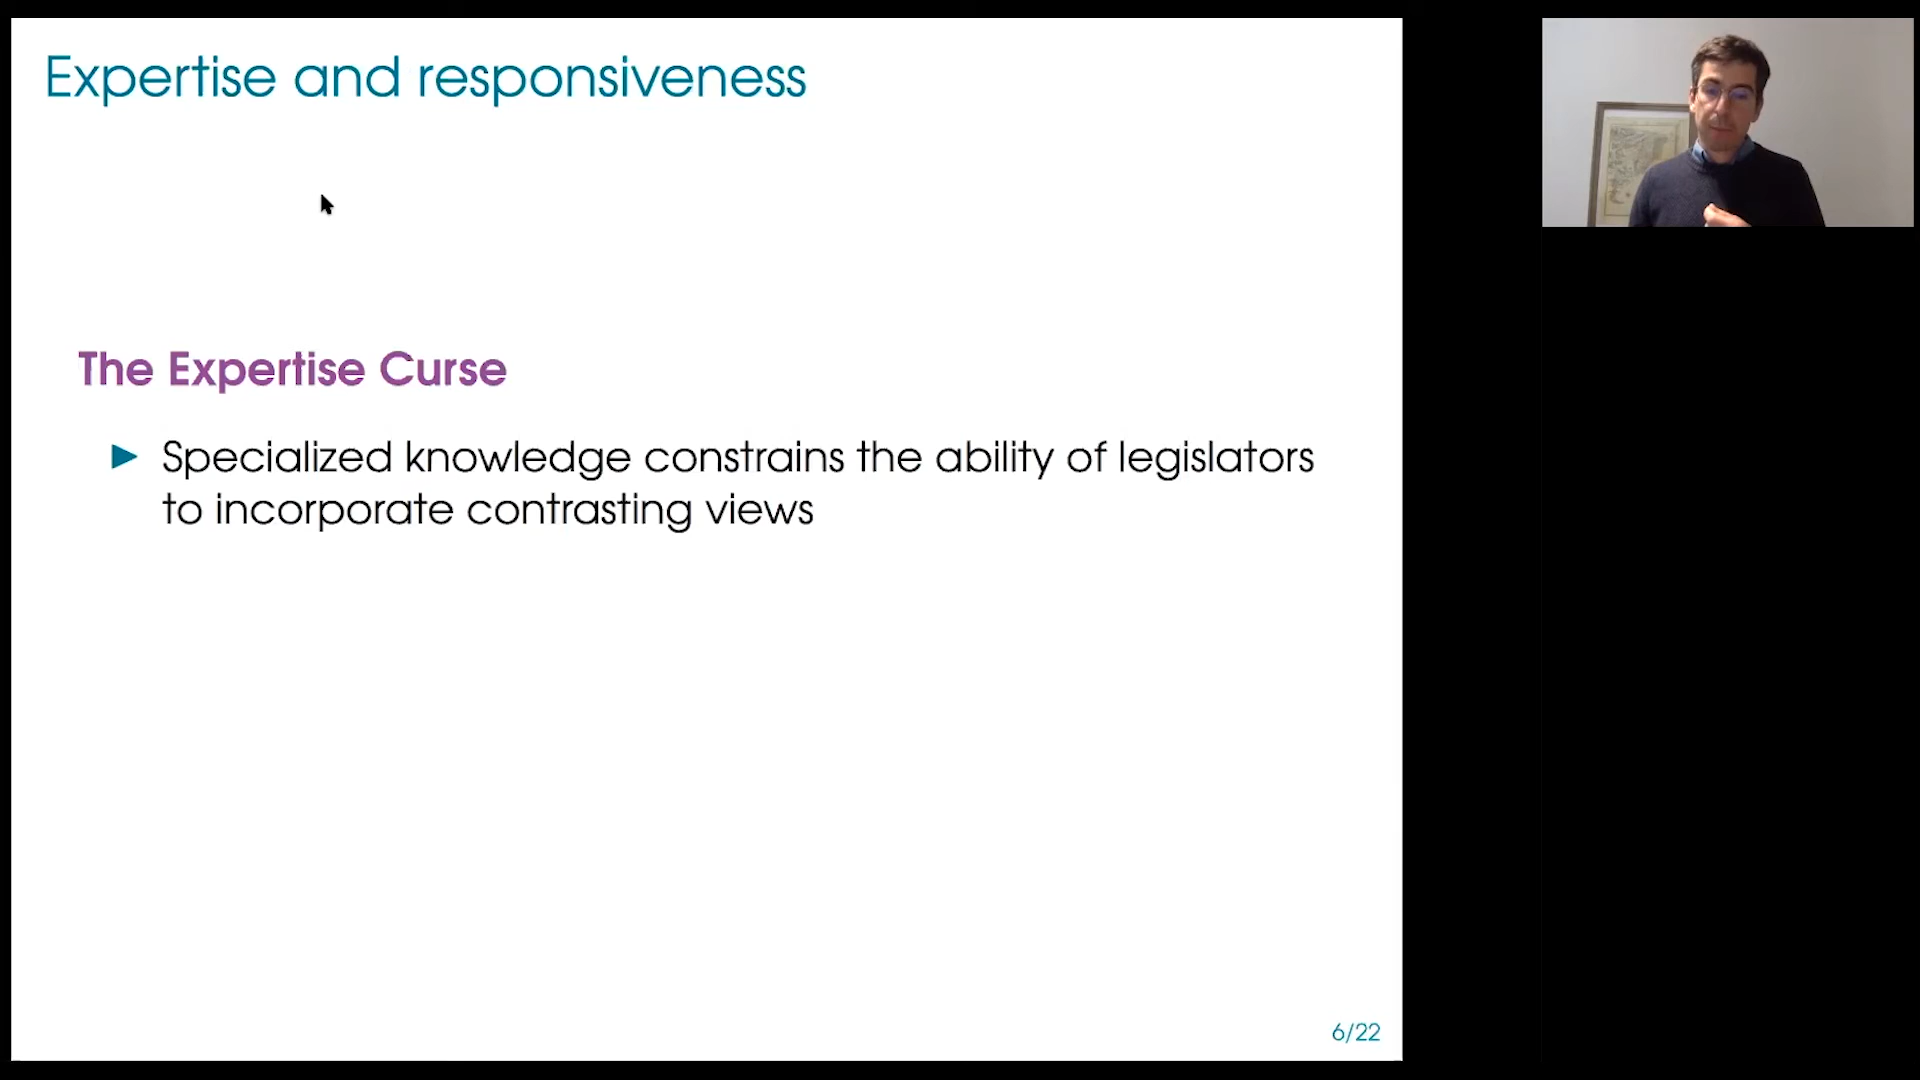 Expertise and responsiveness
The Expertise Curse
Specialized knowledge constrains the ability of legislators
to incorporate contrasting views
6/22